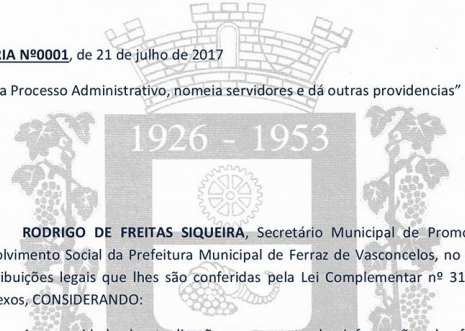 RIA Nº0001, de 21 de julho de 2017
a Processo Administrativo, nomeia servidores e dá outras providencias”
1926 - 1953
RODRIGO DE FREITAS SIQUEIRA, Secretário Municipal de Promo
olvimento Social da Prefeitura Municipal de Ferraz de Vasconcelos, no
ribuições legais que lhes são conferidas pela Lei Complementar nº 31
exos, CONSIDERANDO: